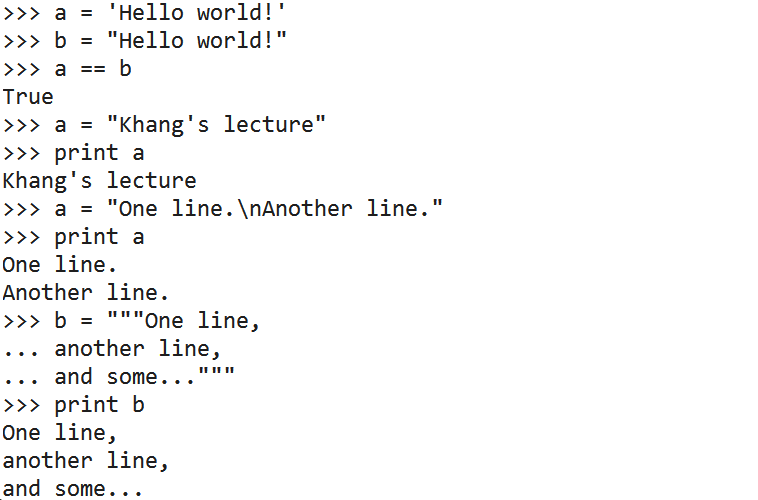 >>> a = 'Hello world!'
>>> b = "Hello world!"
>>> a == b
True
>>> a = "Khang's lecture"
>>> print a
Khang's lecture
>>> a = "One line.\nAnother line."
>>> print a
One line.
Another line.
>>> b = """One line,
... another line,
... and some..."""
>>> print b
One line,
another line,
and some...